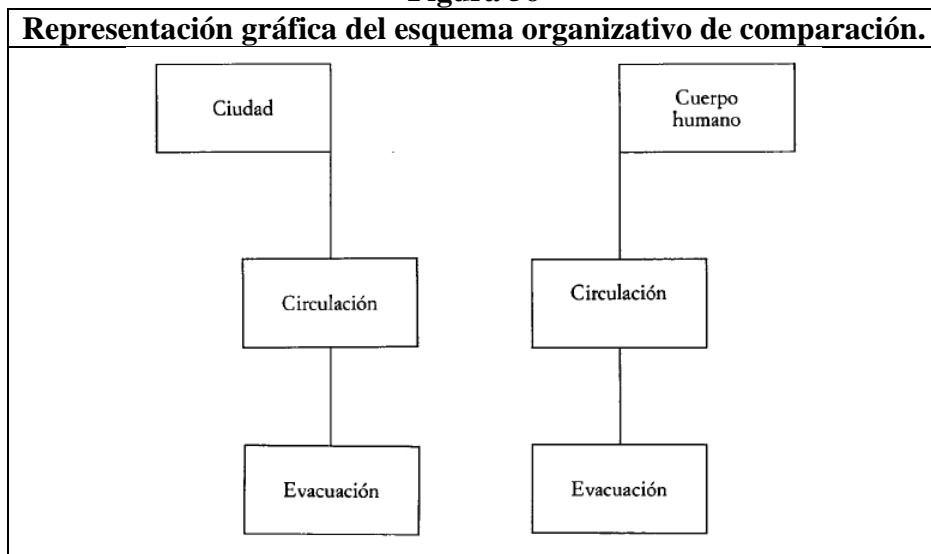 Representación gráfica del esquema organizativo de comparación.
Ciudad
Cuerpo
humano
Circulación
Circulación
Evacuación
Evacuación